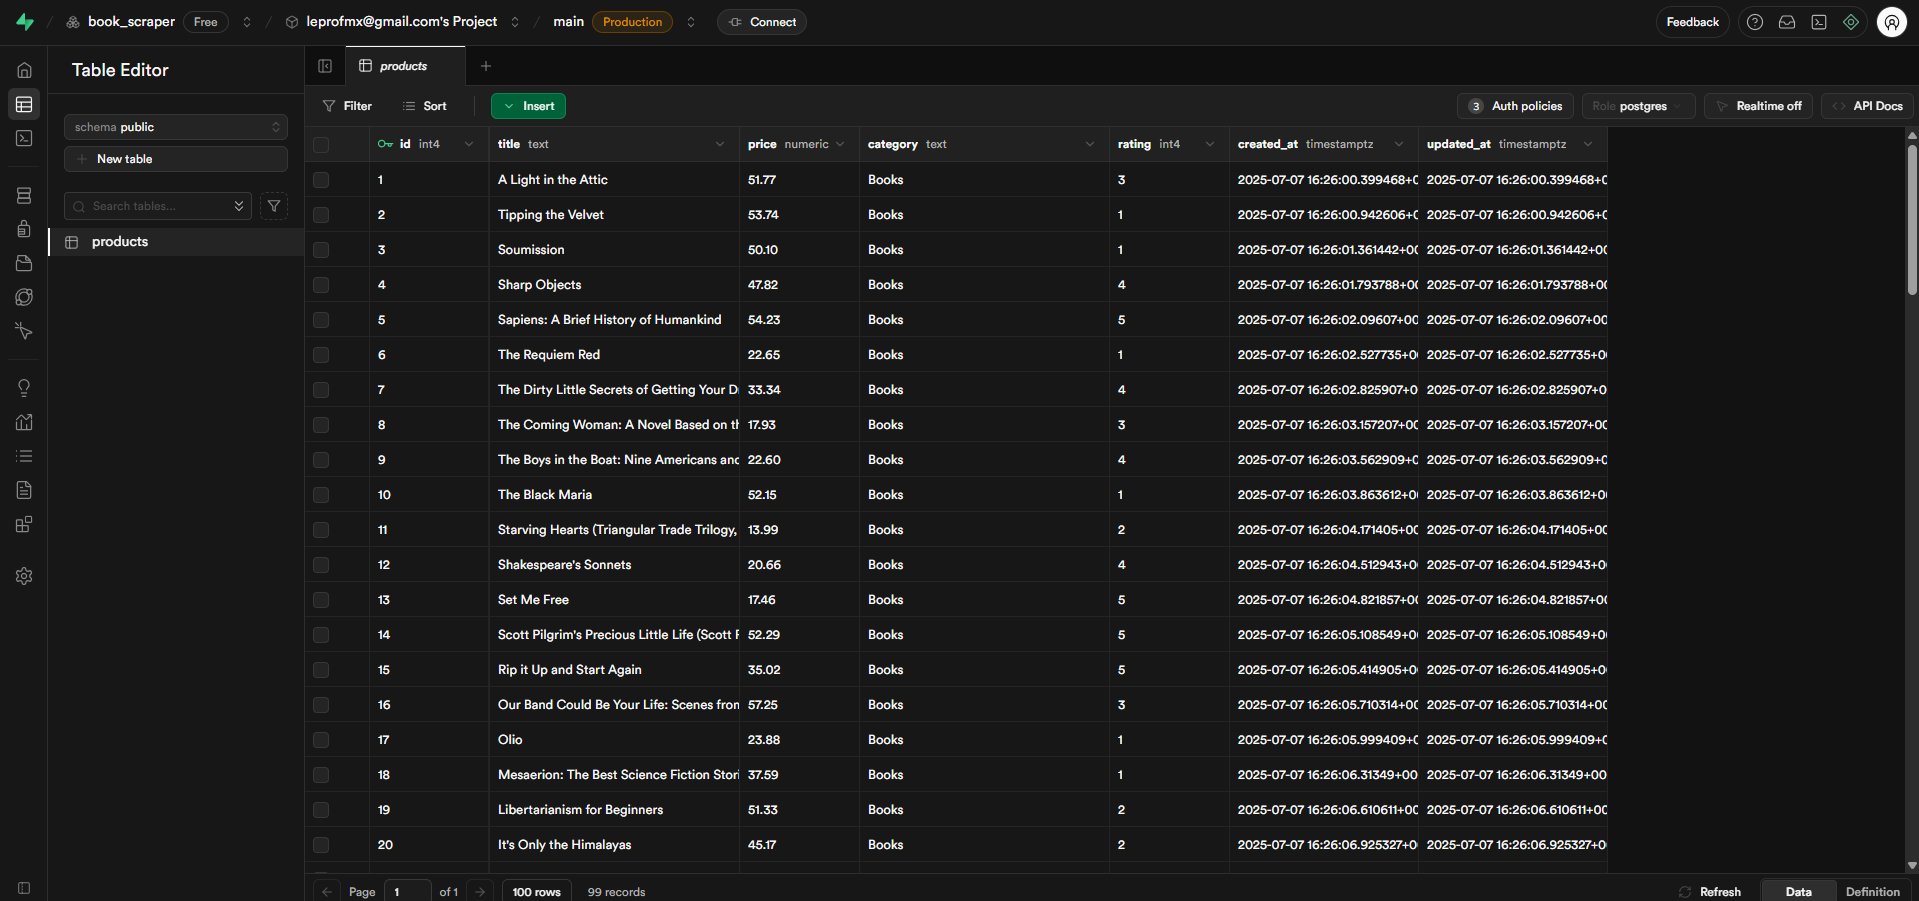 book_scraper Free leprofmx@gmail.com's Project main Production Connect Feedback
Table Editor
products
Filter Sort Insert 3 Auth policies Role postgres Realtime off API Docs
schema public
New table
Search tables...
products
id int4 title text price numeric category text rating int4 created_at timestamptz updated_at timestamptz
1 A Light in the Attic 51.77 Books 3 2025-07-07 16:26:00.399468+0 2025-07-07 16:26:00.399468+0
2 Tipping the Velvet 53.74 Books 1 2025-07-07 16:26:00.942606+0 2025-07-07 16:26:00.942606+0
3 Soumission 50.10 Books 1 2025-07-07 16:26:01.361442+00 2025-07-07 16:26:01.361442+00
4 Sharp Objects 47.82 Books 4 2025-07-07 16:26:01.793788+00 2025-07-07 16:26:01.793788+00
5 Sapiens: A Brief History of Humankind 54.23 Books 5 2025-07-07 16:26:02.09607+00 2025-07-07 16:26:02.09607+00
6 The Requiem Red 22.65 Books 1 2025-07-07 16:26:02.527735+0 2025-07-07 16:26:02.527735+0
7 The Dirty Little Secrets of Getting Your D 33.34 Books 4 2025-07-07 16:26:02.825907+0 2025-07-07 16:26:02.825907+0
8 The Coming Woman: A Novel Based on th 17.93 Books 3 2025-07-07 16:26:03.157207+00 2025-07-07 16:26:03.157207+00
9 The Boys in the Boat: Nine Americans and 22.60 Books 4 2025-07-07 16:26:03.562909+0 2025-07-07 16:26:03.562909+0
10 The Black Maria 52.15 Books 1 2025-07-07 16:26:03.863612+00 2025-07-07 16:26:03.863612+00
11 Starving Hearts (Triangular Trade Trilogy, 13.99 Books 2 2025-07-07 16:26:04.171405+00 2025-07-07 16:26:04.171405+00
12 Shakespeare's Sonnets 20.66 Books 4 2025-07-07 16:26:04.512943+0 2025-07-07 16:26:04.512943+0
13 Set Me Free 17.46 Books 5 2025-07-07 16:26:04.821857+00 2025-07-07 16:26:04.821857+00
14 Scott Pilgrim's Precious Little Life (Scott P 52.29 Books 5 2025-07-07 16:26:05.108549+0 2025-07-07 16:26:05.108549+0
15 Rip it Up and Start Again 35.02 Books 5 2025-07-07 16:26:05.414905+0 2025-07-07 16:26:05.414905+0
16 Our Band Could Be Your Life: Scenes from 57.25 Books 3 2025-07-07 16:26:05.710314+00 2025-07-07 16:26:05.710314+00
17 Olio 23.88 Books 1 2025-07-07 16:26:05.999409+0 2025-07-07 16:26:05.999409+0
18 Mesaerion: The Best Science Fiction Stori 37.59 Books 1 2025-07-07 16:26:06.31349+00 2025-07-07 16:26:06.31349+00
19 Libertarianism for Beginners 51.33 Books 2 2025-07-07 16:26:06.610611+00 2025-07-07 16:26:06.610611+00
20 It's Only the Himalayas 45.17 Books 2 2025-07-07 16:26:06.925327+0 2025-07-07 16:26:06.925327+0
Page 1 of 1 100 rows 99 records Refresh Data Definition